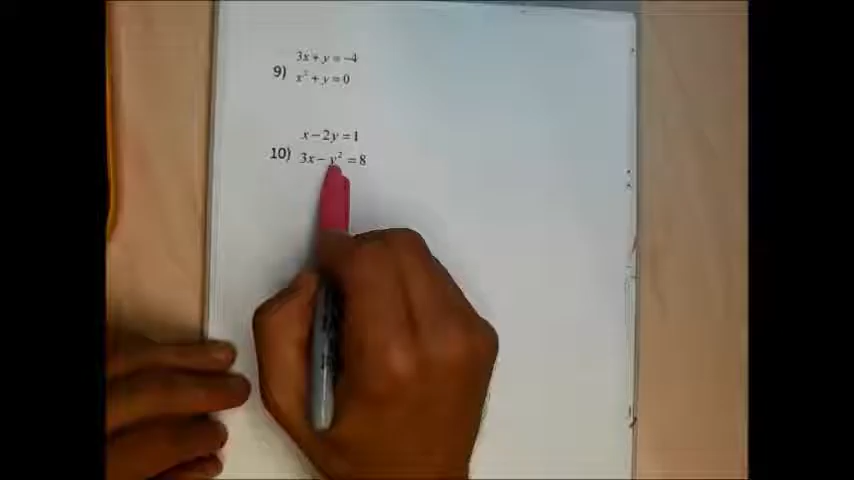 3x + y = -4
9) x² + y = 0
x - 2y = 1
10) 3x - y² = 8